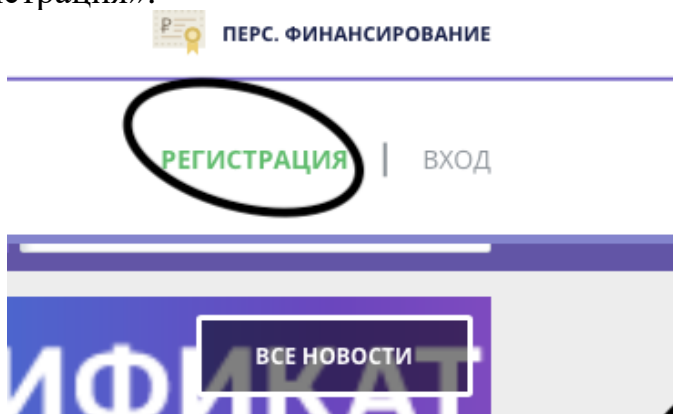 страция».
ПЕРС. ФИНАНСИРОВАНИЕ
РЕГИСТРАЦИЯ | ВХОД
ВСЕ НОВОСТИ
ИФИКАТ